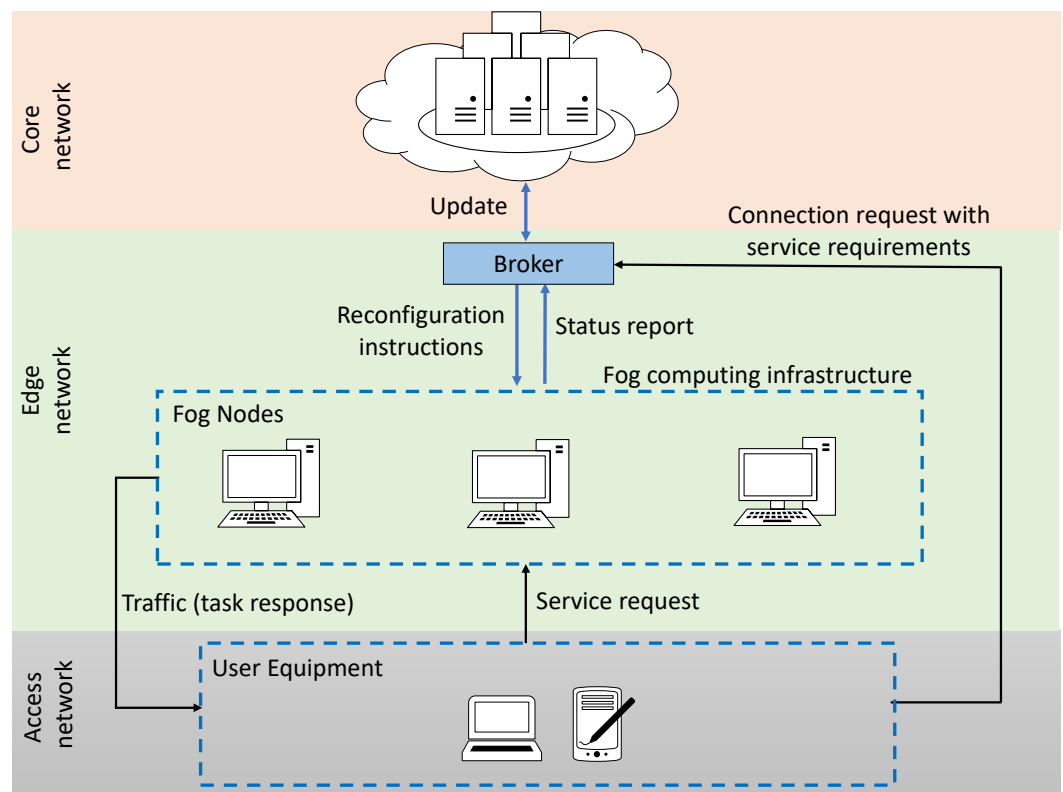 Core
network
Update
Connection request with
service requirements
Broker
Edge
network
Reconfiguration
instructions
Status report
Fog computing infrastructure
Fog Nodes
Traffic (task response)
Service request
Access
network
User Equipment